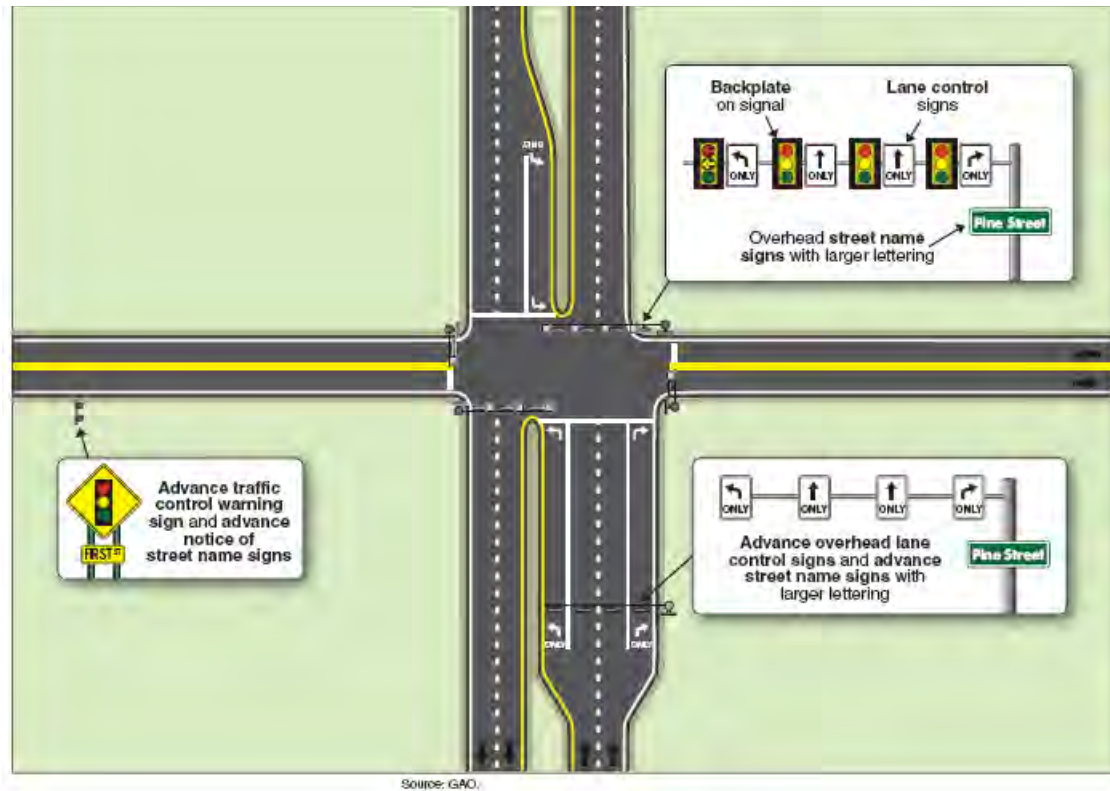 Backplate
on signal
Lane control
signs
ONLY
ONLY
ONLY
ONLY
Pine Street
Overhead street name
signs with larger lettering
ONLY
Advance traffic
control warning
sign and advance
notice of
street name signs
FIRST ST
ONLY
ONLY
ONLY
ONLY
Advance overhead lane
control signs and advance
street name signs with
larger lettering
Pine Street
ONLY
ONLY
Source: GAO.